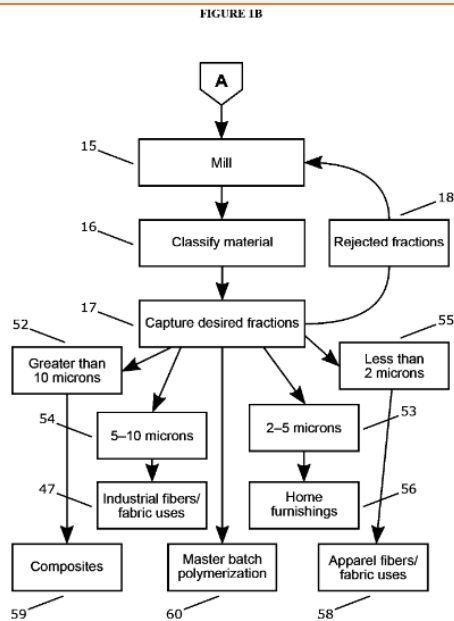 FIGURE 1B
A
15
Mill
16
Classify material
18
Rejected fractions
17
Capture desired fractions
52
Greater than
10 microns
55
Less than
2 microns
54
5–10 microns
53
2–5 microns
47
Industrial fibers/
fabric uses
56
Home
furnishings
Composites
59
Master batch
polymerization
60
Apparel fibers/
fabric uses
58